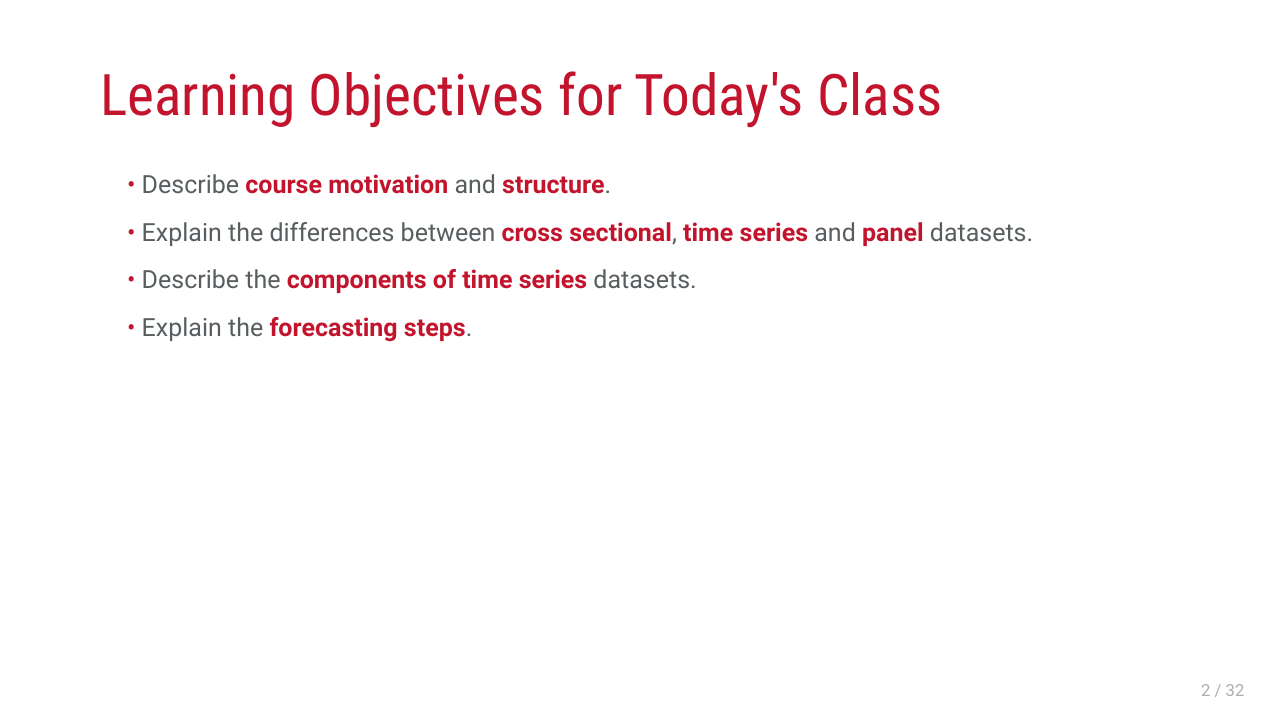 Learning Objectives for Today's Class
• Describe course motivation and structure.
• Explain the differences between cross sectional, time series and panel datasets.
• Describe the components of time series datasets.
• Explain the forecasting steps.
2 / 32